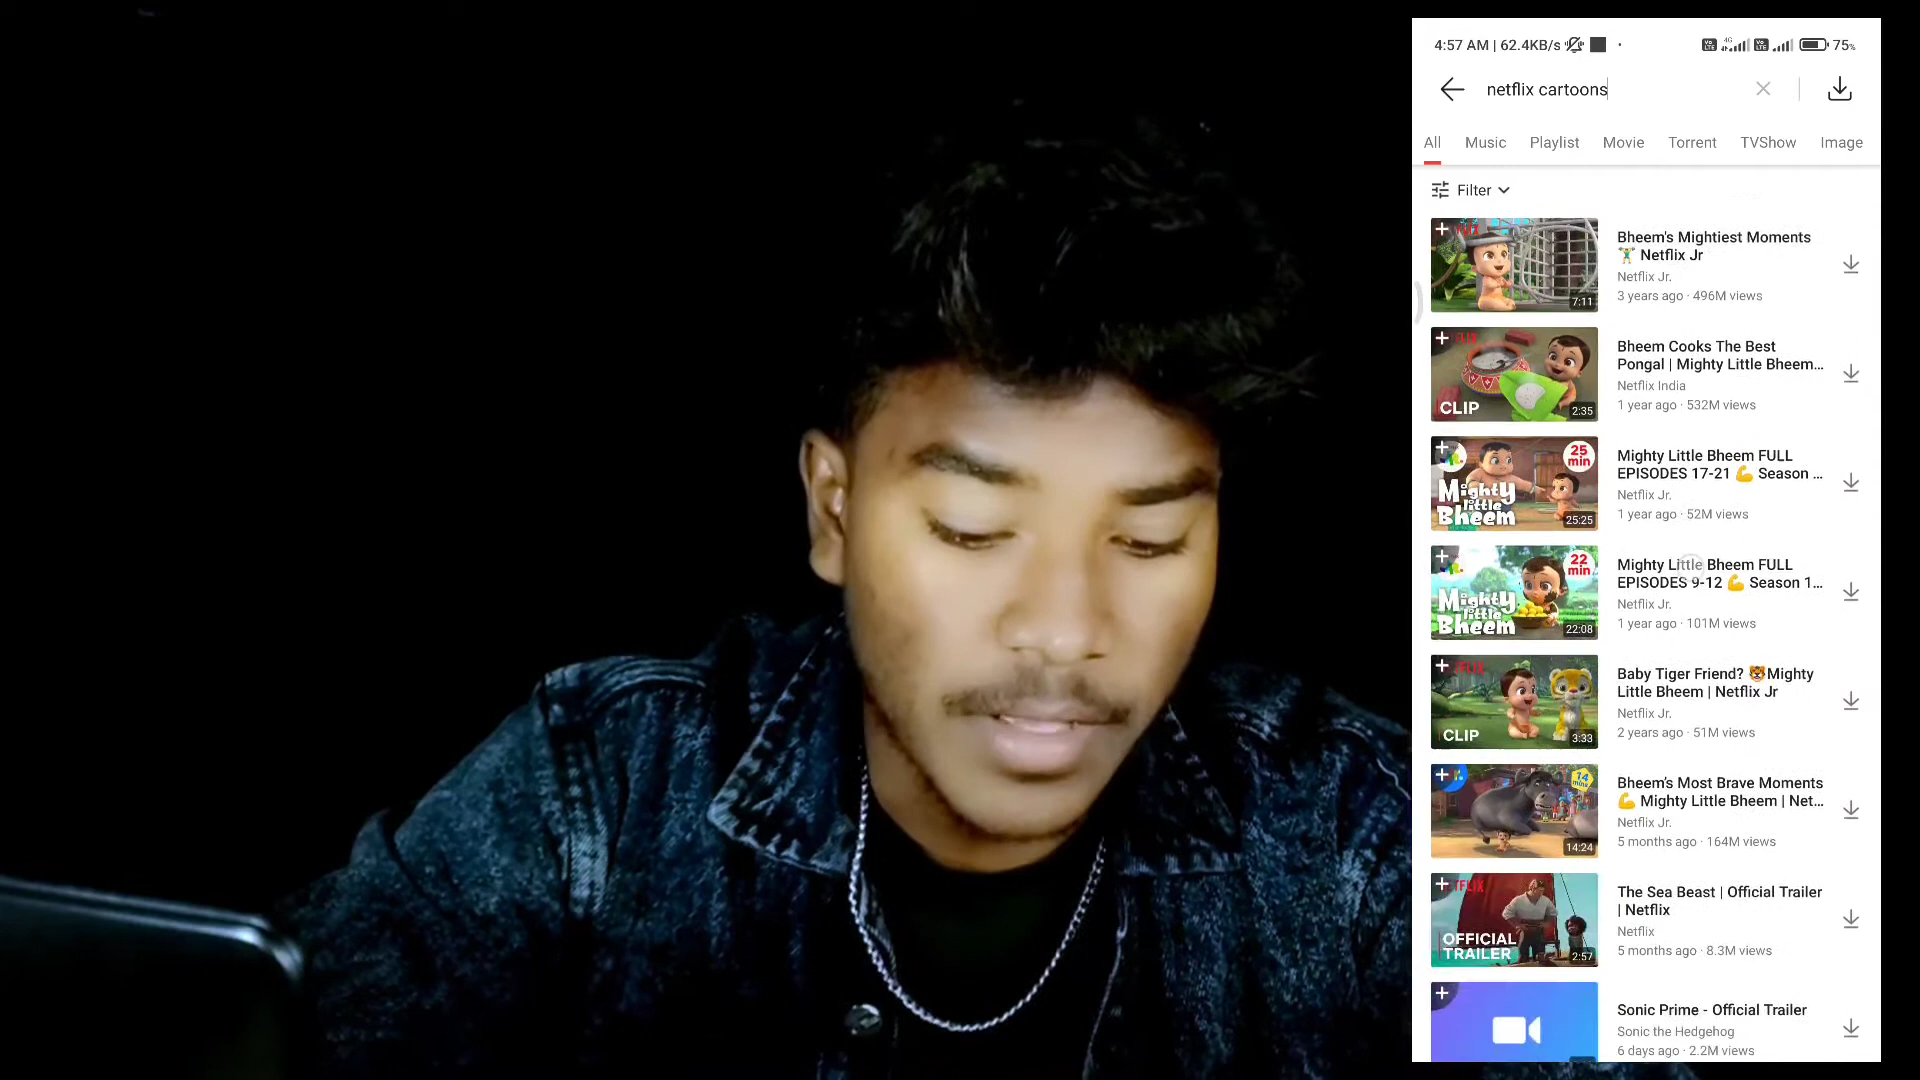 4:57 AM | 62.4KB/s
4G
75%
netflix cartoons
All Music Playlist Movie Torrent TVShow Image
Filter
Bheem's Mightiest Moments
🏋️ Netflix Jr
Netflix Jr.
3 years ago · 496M views
7:11
Bheem Cooks The Best
Pongal | Mighty Little Bheem...
Netflix India
1 year ago · 532M views
CLIP
2:35
Mighty Little Bheem FULL
EPISODES 17-21 💪 Season ...
Netflix Jr.
1 year ago · 52M views
25
min
Mighty
little
Bheem
25:25
Mighty Little Bheem FULL
EPISODES 9-12 💪 Season 1...
Netflix Jr.
1 year ago · 101M views
22
min
Mighty
little
Bheem
22:08
Baby Tiger Friend? 🐯Mighty
Little Bheem | Netflix Jr
Netflix Jr.
2 years ago · 51M views
CLIP
3:33
Bheem's Most Brave Moments
💪 Mighty Little Bheem | Net...
Netflix Jr.
5 months ago · 164M views
14
mins
14:24
The Sea Beast | Official Trailer
| Netflix
Netflix
5 months ago · 8.3M views
OFFICIAL
TRAILER
2:57
Sonic Prime - Official Trailer
Sonic the Hedgehog
6 days ago · 2.2M views